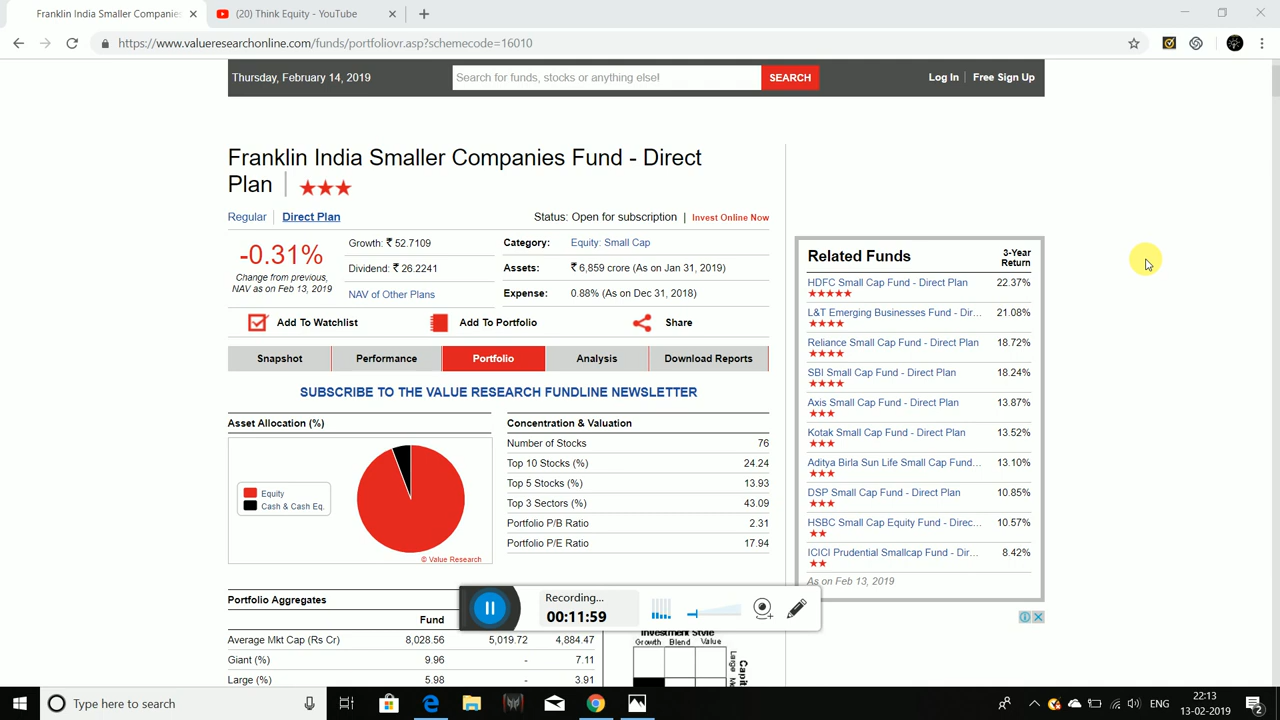 Franklin India Smaller Companies
(20) Think Equity - YouTube
https://www.valueresearchonline.com/funds/portfoliovr.asp?schemecode=16010
Thursday, February 14, 2019
Search for funds, stocks or anything else!
SEARCH
Log In | Free Sign Up
Franklin India Smaller Companies Fund - Direct
Plan
Regular
Direct Plan
Status: Open for subscription | Invest Online Now
-0.31%
Change from previous,
NAV as on Feb 13, 2019
Growth: ₹ 52.7109
Dividend: ₹ 26.2241
NAV of Other Plans
Category: Equity: Small Cap
Assets: ₹ 6,859 crore (As on Jan 31, 2019)
Expense: 0.88% (As on Dec 31, 2018)
Add To Watchlist
Add To Portfolio
Share
Snapshot
Performance
Portfolio
Analysis
Download Reports
SUBSCRIBE TO THE VALUE RESEARCH FUNDLINE NEWSLETTER
Asset Allocation (%)
Equity
Cash & Cash Eq.
© Value Research
Concentration & Valuation
Number of Stocks 76
Top 10 Stocks (%) 24.24
Top 5 Stocks (%) 13.93
Top 3 Sectors (%) 43.09
Portfolio P/B Ratio 2.31
Portfolio P/E Ratio 17.94
Related Funds
3-Year
Return
HDFC Small Cap Fund - Direct Plan 22.37%
L&T Emerging Businesses Fund - Dir... 21.08%
Reliance Small Cap Fund - Direct Plan 18.72%
SBI Small Cap Fund - Direct Plan 18.24%
Axis Small Cap Fund - Direct Plan 13.87%
Kotak Small Cap Fund - Direct Plan 13.52%
Aditya Birla Sun Life Small Cap Fund... 13.10%
DSP Small Cap Fund - Direct Plan 10.85%
HSBC Small Cap Equity Fund - Direc... 10.57%
ICICI Prudential Smallcap Fund - Dir... 8.42%
As on Feb 13, 2019
Portfolio Aggregates
Fund
Average Mkt Cap (Rs Cr) 8,028.56 5,019.72 4,884.47
Giant (%) 9.96 - 7.11
Large (%) 5.98 - 3.91
Recording...
00:11:59
Investment Style
Growth Blend Value
Large
Type here to search
ENG
22:13
13-02-2019
2